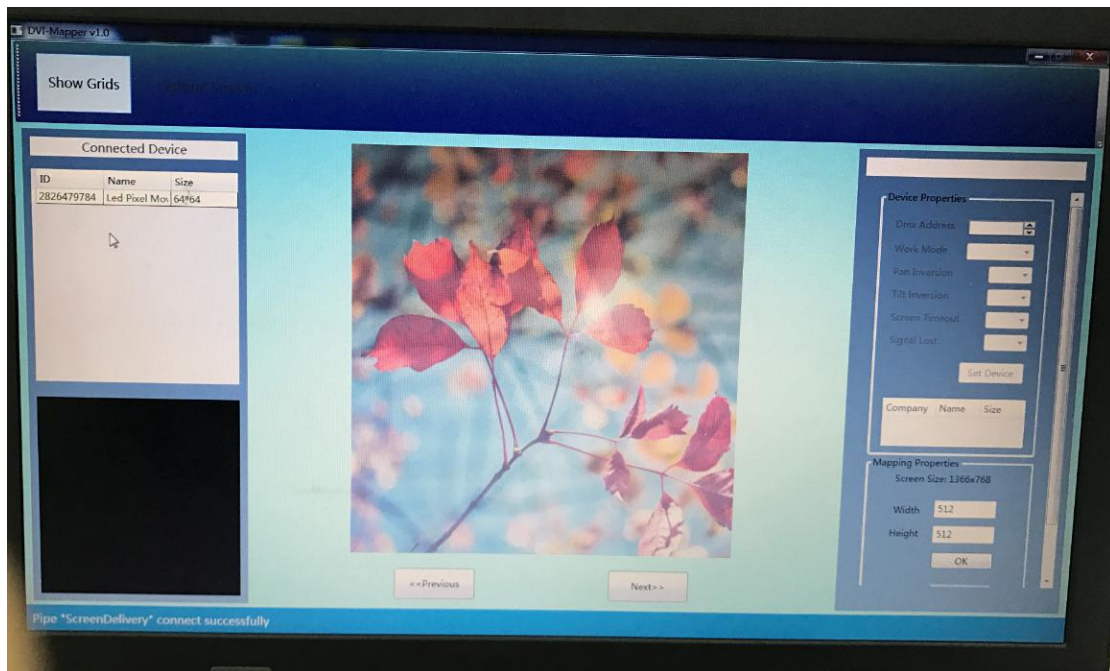 DVI-Mapper v1.0
Show Grids
Connected Device
ID Name Size
2826479784 Led Pixel Mov 64*64
<<Previous
Next>>
Device Properties
Dmx Address
Work Mode
Pan Inversion
Tilt Inversion
Screen Timeout
Signal Lost
Set Device
Company Name Size
Mapping Properties
Screen Size: 1366x768
Width 512
Height 512
OK
Pipe "ScreenDelivery" connect successfully